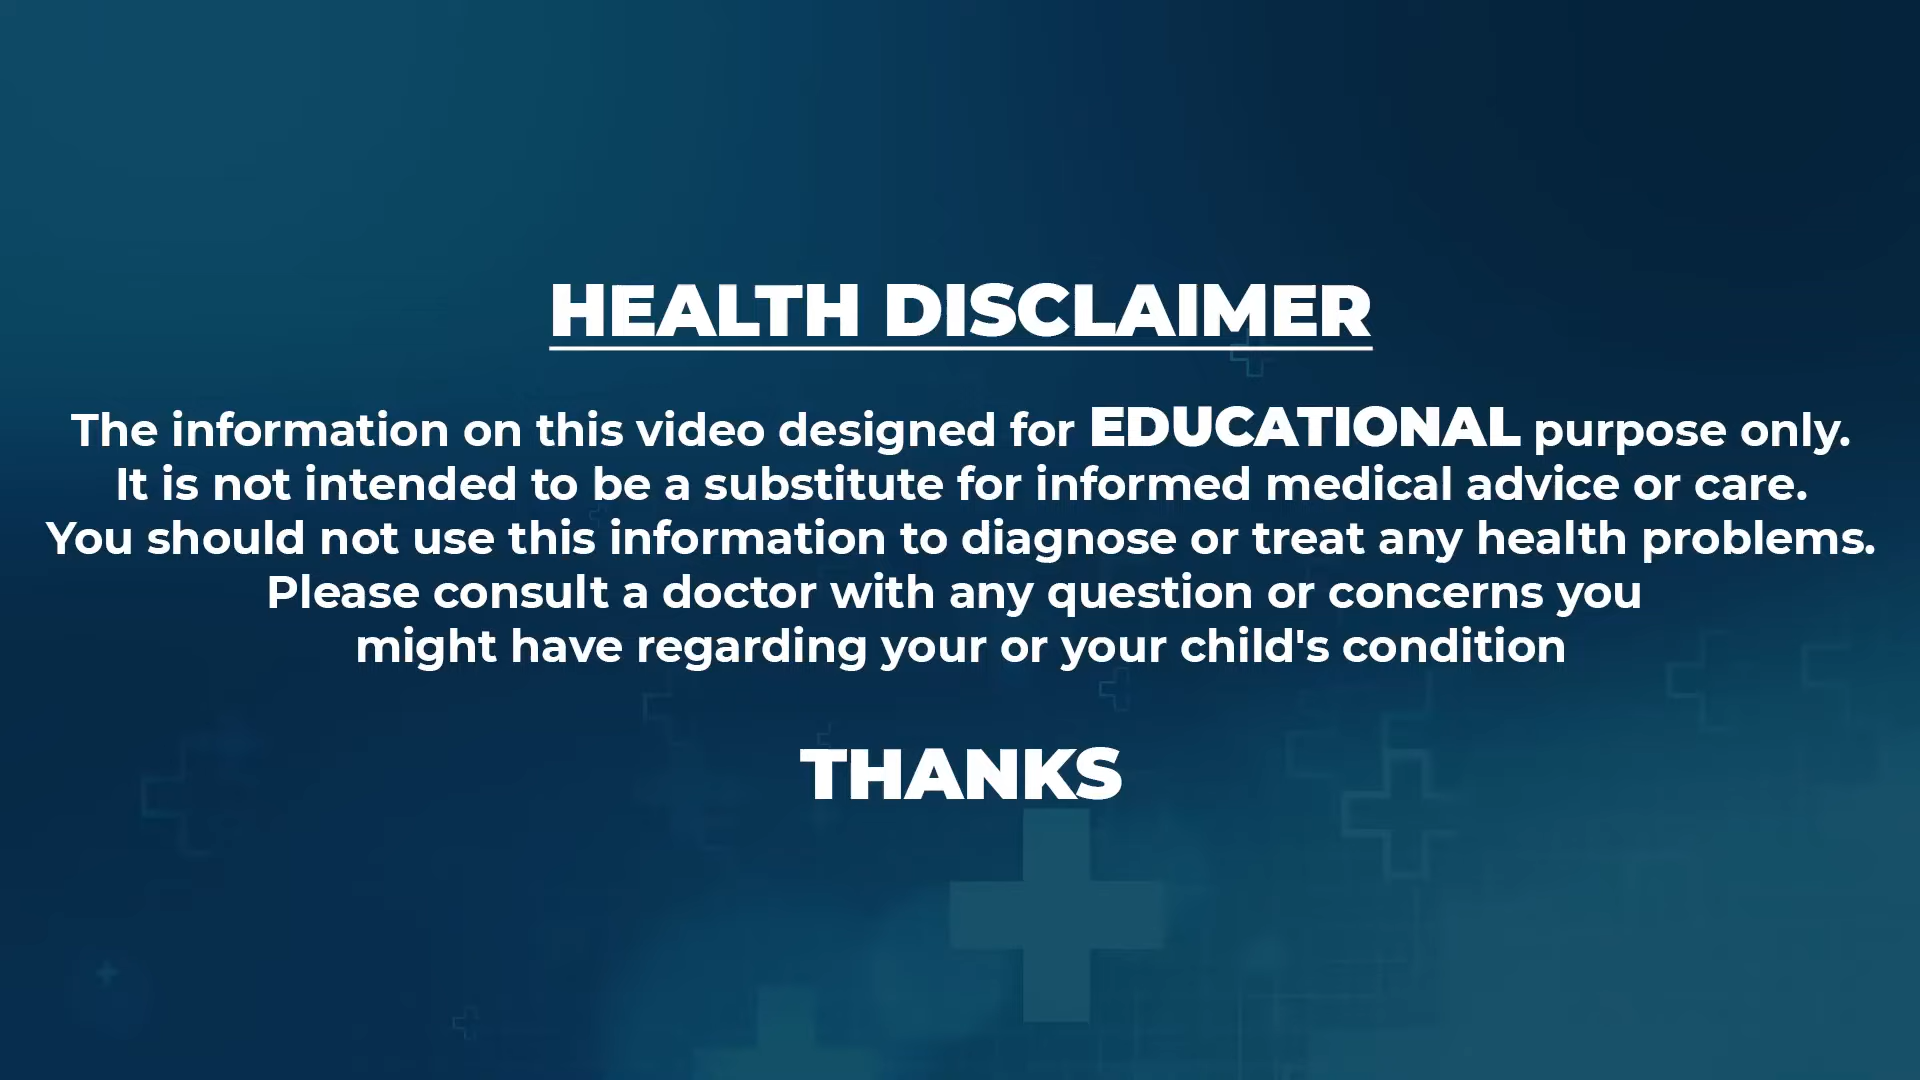 HEALTH DISCLAIMER
The information on this video designed for EDUCATIONAL purpose only.
It is not intended to be a substitute for informed medical advice or care.
You should not use this information to diagnose or treat any health problems.
Please consult a doctor with any question or concerns you
might have regarding your or your child's condition
THANKS